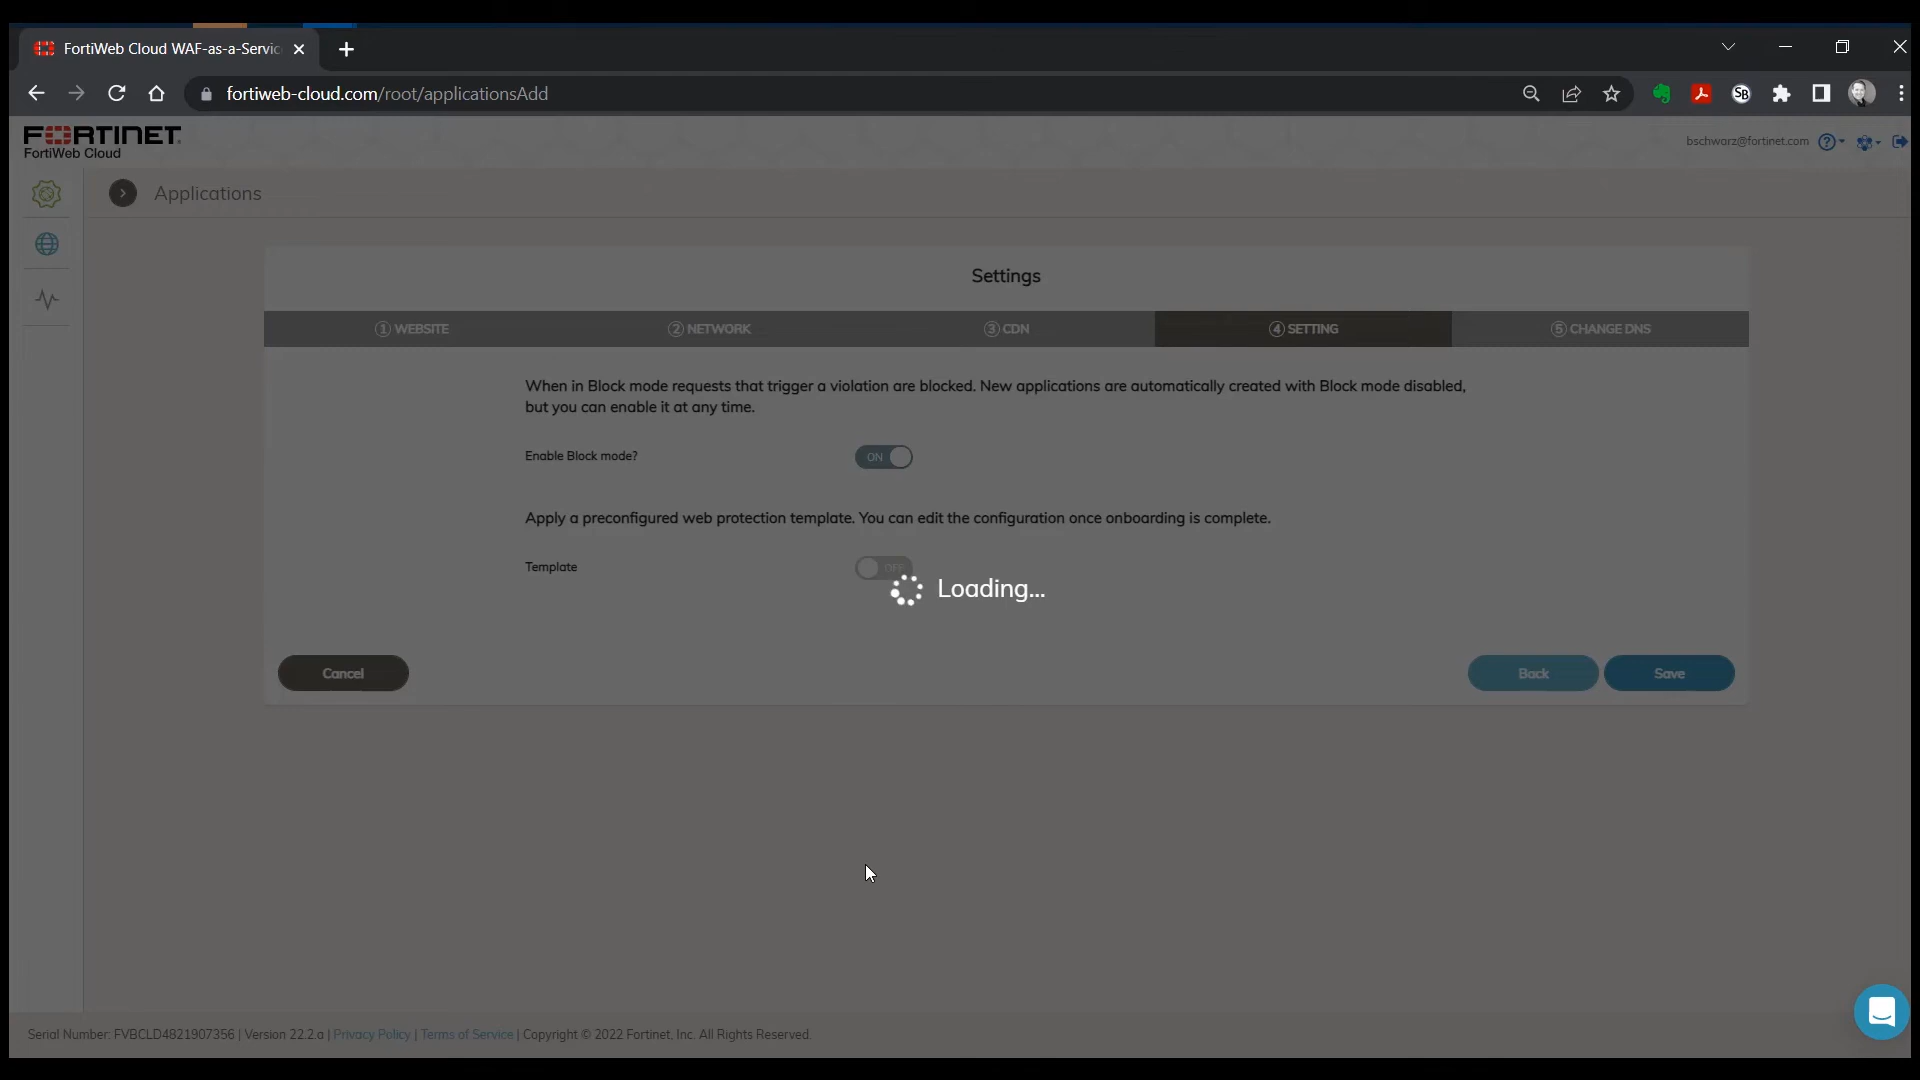 FortiWeb Cloud WAF-as-a-Servic
fortiweb-cloud.com/root/applicationsAdd
SB
FORTINET
FortiWeb Cloud
bschwarz@fortinet.com
Applications
Settings
1 WEBSITE
2 NETWORK
3 CDN
4 SETTING
5 CHANGE DNS
When in Block mode requests that trigger a violation are blocked. New applications are automatically created with Block mode disabled,
but you can enable it at any time.
Enable Block mode?
ON
Apply a preconfigured web protection template. You can edit the configuration once onboarding is complete.
Template
OFF
Loading...
Cancel
Back
Save
Serial Number: FVBCLD4821907356 | Version 22.2.a | Privacy Policy | Terms of Service | Copyright © 2022 Fortinet, Inc. All Rights Reserved.